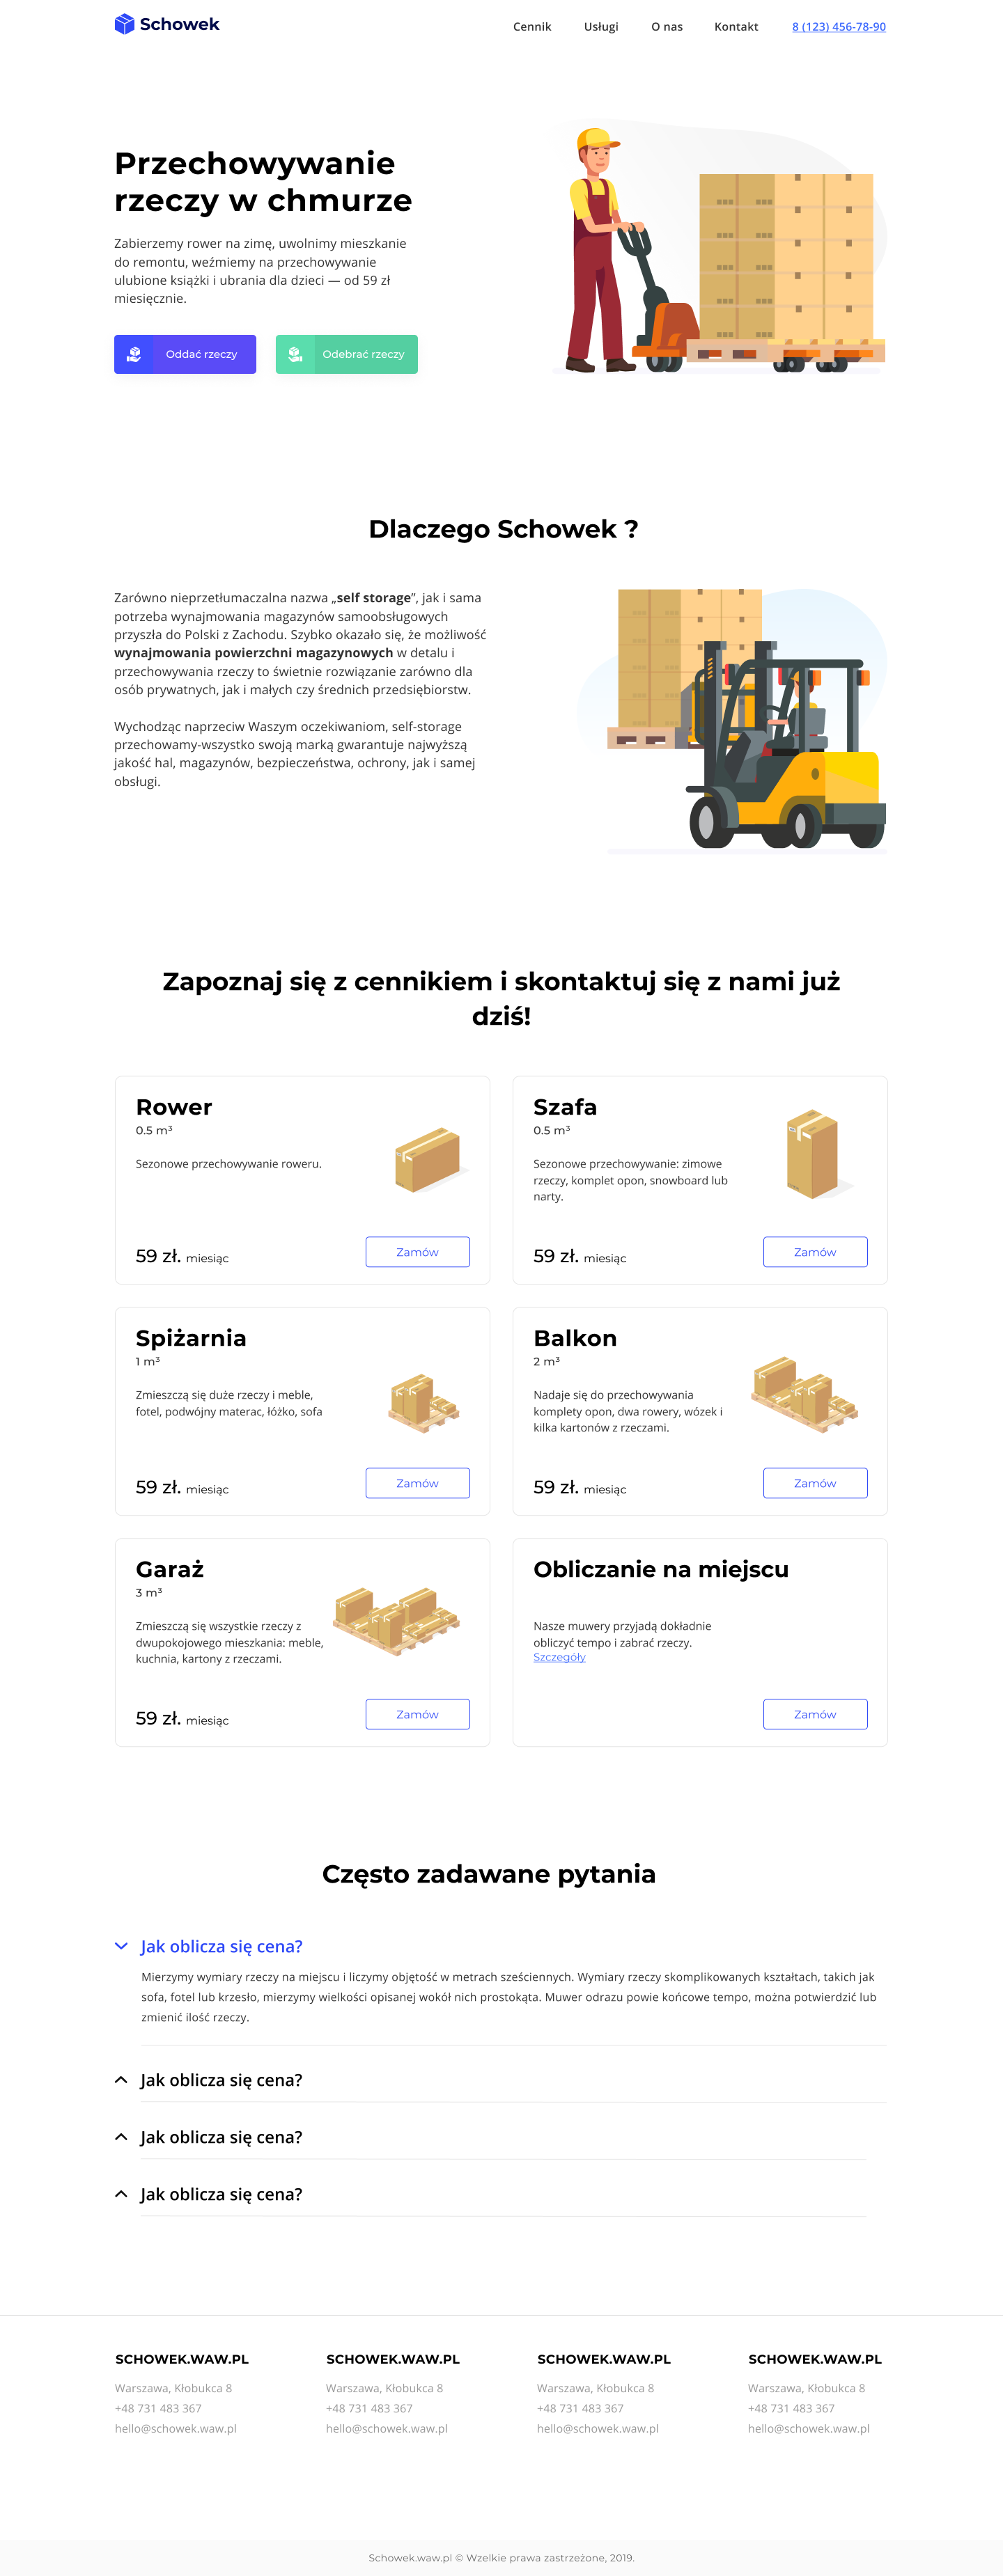 Schowek
Cennik
Usługi
O nas
Kontakt
8 (123) 456-78-90
Przechowywanie
rzeczy w chmurze
Zabierzemy rower na zimę, uwolnimy mieszkanie
do remontu, weźmiemy na przechowywanie
ulubione książki i ubrania dla dzieci — od 59 zł
miesięcznie.
Oddać rzeczy
Odebrać rzeczy
Dlaczego Schowek ?
Zarówno nieprzetłumaczalna nazwa „self storage”, jak i sama
potrzeba wynajmowania magazynów samoobsługowych
przyszła do Polski z Zachodu. Szybko okazało się, że możliwość
wynajmowania powierzchni magazynowych w detalu i
przechowywania rzeczy to świetnie rozwiązanie zarówno dla
osób prywatnych, jak i małych czy średnich przedsiębiorstw.
Wychodząc naprzeciw Waszym oczekiwaniom, self-storage
przechowamy-wszystko swoją marką gwarantuje najwyższą
jakość hal, magazynów, bezpieczeństwa, ochrony, jak i samej
obsługi.
Zapoznaj się z cennikiem i skontaktuj się z nami już
dziś!
Rower
0.5 m³
Sezonowe przechowywanie roweru.
59 zł. miesiąc
Zamów
Szafa
0.5 m³
Sezonowe przechowywanie: zimowe
rzeczy, komplet opon, snowboard lub
narty.
59 zł. miesiąc
Zamów
Spiżarnia
1 m³
Zmieszczą się duże rzeczy i meble,
fotel, podwójny materac, łóżko, sofa
59 zł. miesiąc
Zamów
Balkon
2 m³
Nadaje się do przechowywania
komplety opon, dwa rowery, wózek i
kilka kartonów z rzeczami.
59 zł. miesiąc
Zamów
Garaż
3 m³
Zmieszczą się wszystkie rzeczy z
dwupokojowego mieszkania: meble,
kuchnia, kartony z rzeczami.
59 zł. miesiąc
Zamów
Obliczanie na miejscu
Nasze muwery przyjadą dokładnie
obliczyć tempo i zabrać rzeczy.
Szczegóły
Zamów
Często zadawane pytania
Jak oblicza się cena?
Mierzymy wymiary rzeczy na miejscu i liczymy objętość w metrach sześciennych. Wymiary rzeczy skomplikowanych kształtach, takich jak
sofa, fotel lub krzesło, mierzymy wielkości opisanej wokół nich prostokąta. Muwer odrazu powie końcowe tempo, można potwierdzić lub
zmienić ilość rzeczy.
Jak oblicza się cena?
Jak oblicza się cena?
Jak oblicza się cena?
SCHOWEK.WAW.PL
Warszawa, Kłobukca 8
+48 731 483 367
hello@schowek.waw.pl
SCHOWEK.WAW.PL
Warszawa, Kłobukca 8
+48 731 483 367
hello@schowek.waw.pl
SCHOWEK.WAW.PL
Warszawa, Kłobukca 8
+48 731 483 367
hello@schowek.waw.pl
SCHOWEK.WAW.PL
Warszawa, Kłobukca 8
+48 731 483 367
hello@schowek.waw.pl
Schowek.waw.pl © Wzelkie prawa zastrzeżone, 2019.